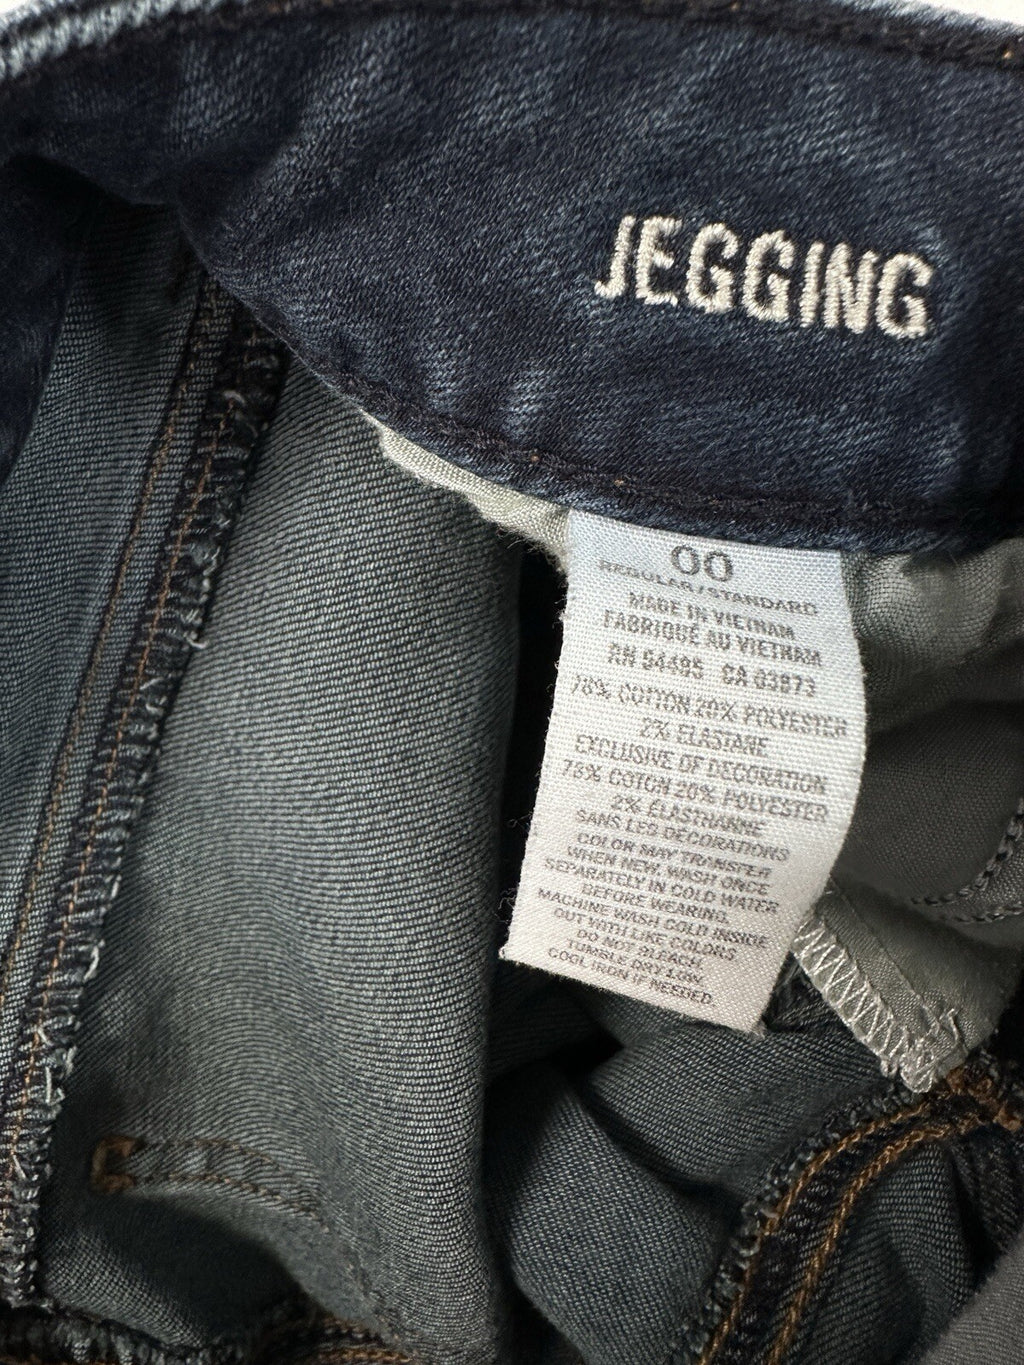 JEGGING
00
REGULAR/STANDARD
MADE IN VIETNAM
FABRIQUÉ AU VIETNAM
RN 94495 CA 03873
78% COTTON 20% POLYESTER
2% ELASTANE
EXCLUSIVE OF DECORATION
78% COTON 20% POLYESTER
2% ÉLASTHANNE
SANS LES DÉCORATIONS
COLOR MAY TRANSFER
WHEN NEW, WASH ONCE
SEPARATELY IN COLD WATER
BEFORE WEARING.
MACHINE WASH COLD INSIDE
OUT WITH LIKE COLORS
DO NOT BLEACH.
TUMBLE DRY LOW.
COOL IRON IF NEEDED.